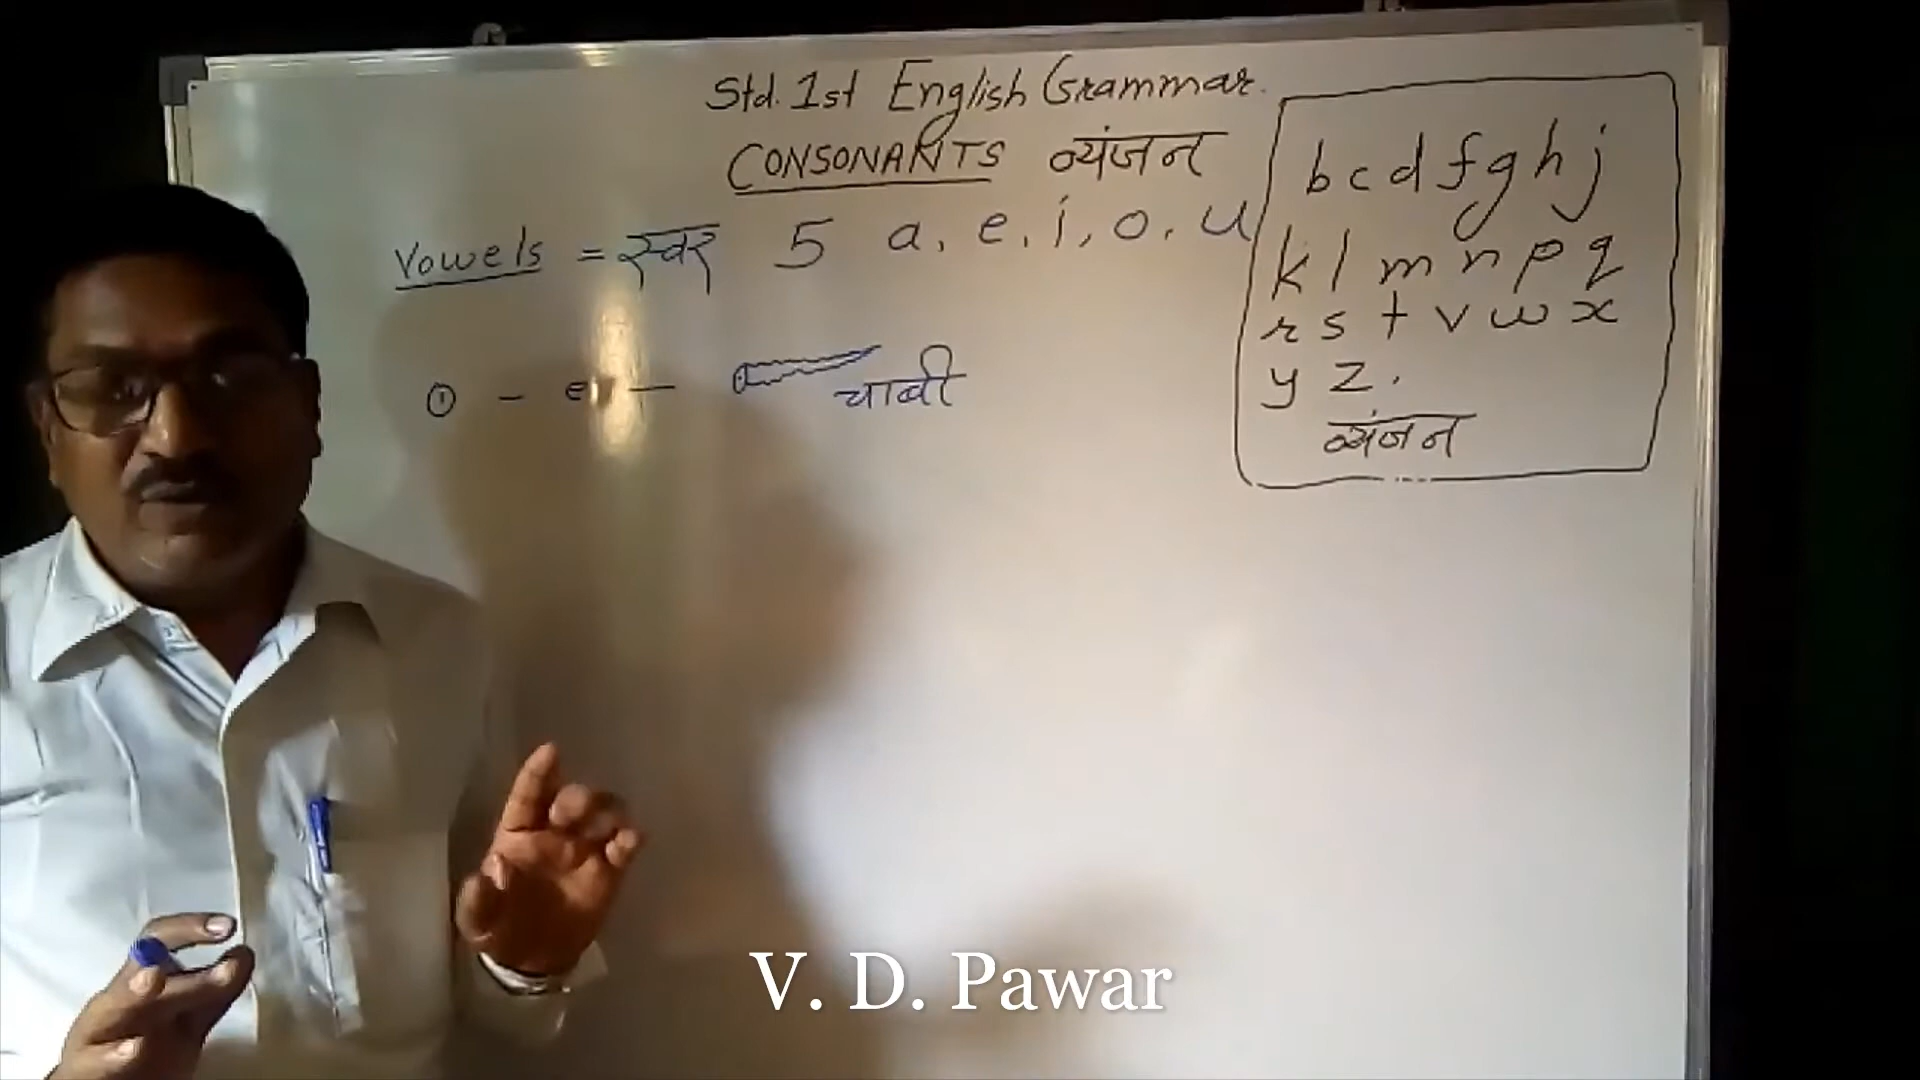 Std. 1st English Grammar.
CONSONANTS व्यंजन
Vowels = स्वर 5 a, e, i, o, u
① - e - चाबी
b c d f g h j
k l m n p q
r s t v w x
y z.
व्यंजन
V. D. Pawar